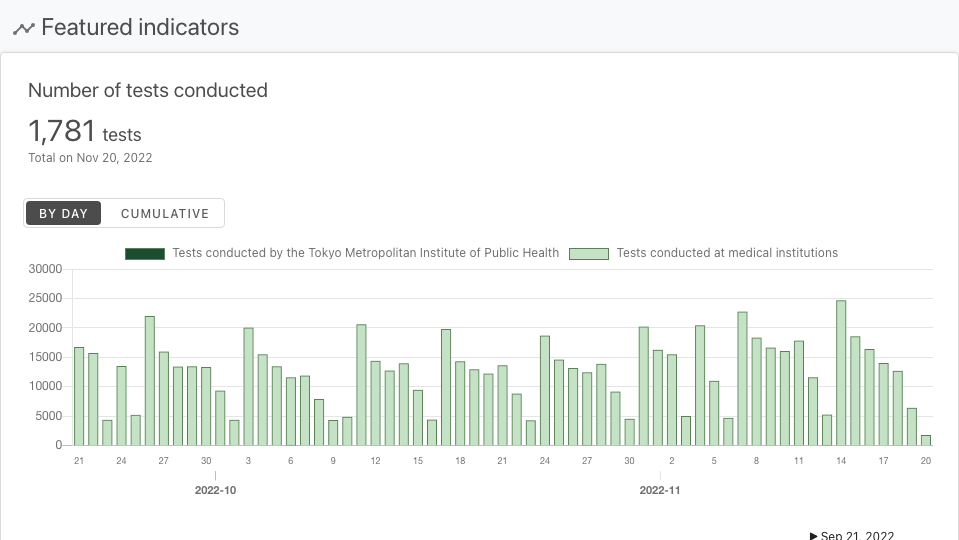 Featured indicators
Number of tests conducted
1,781 tests
Total on Nov 20, 2022
BY DAY CUMULATIVE
Tests conducted by the Tokyo Metropolitan Institute of Public Health Tests conducted at medical institutions
30000
25000
20000
15000
10000
5000
0
21 24 27 30 3 6 9 12 15 18 21 24 27 30 2 5 8 11 14 17 20
2022-10 2022-11
▶ Sep 21, 2022